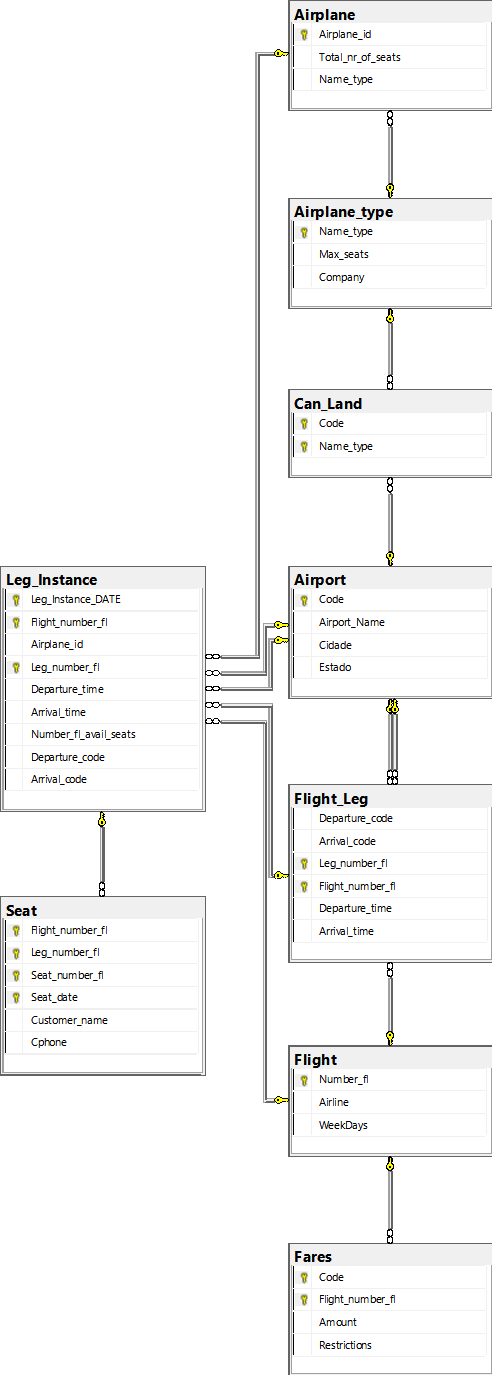 Airplane
Airplane_id
Total_nr_of_seats
Name_type
Airplane_type
Name_type
Max_seats
Company
Can_Land
Code
Name_type
Leg_Instance
Leg_Instance_DATE
Flight_number_fl
Airplane_id
Leg_number_fl
Departure_time
Arrival_time
Number_fl_avail_seats
Departure_code
Arrival_code
Airport
Code
Airport_Name
Cidade
Estado
Flight_Leg
Departure_code
Arrival_code
Leg_number_fl
Flight_number_fl
Departure_time
Arrival_time
Seat
Flight_number_fl
Leg_number_fl
Seat_number_fl
Seat_date
Customer_name
Cphone
Flight
Number_fl
Airline
WeekDays
Fares
Code
Flight_number_fl
Amount
Restrictions